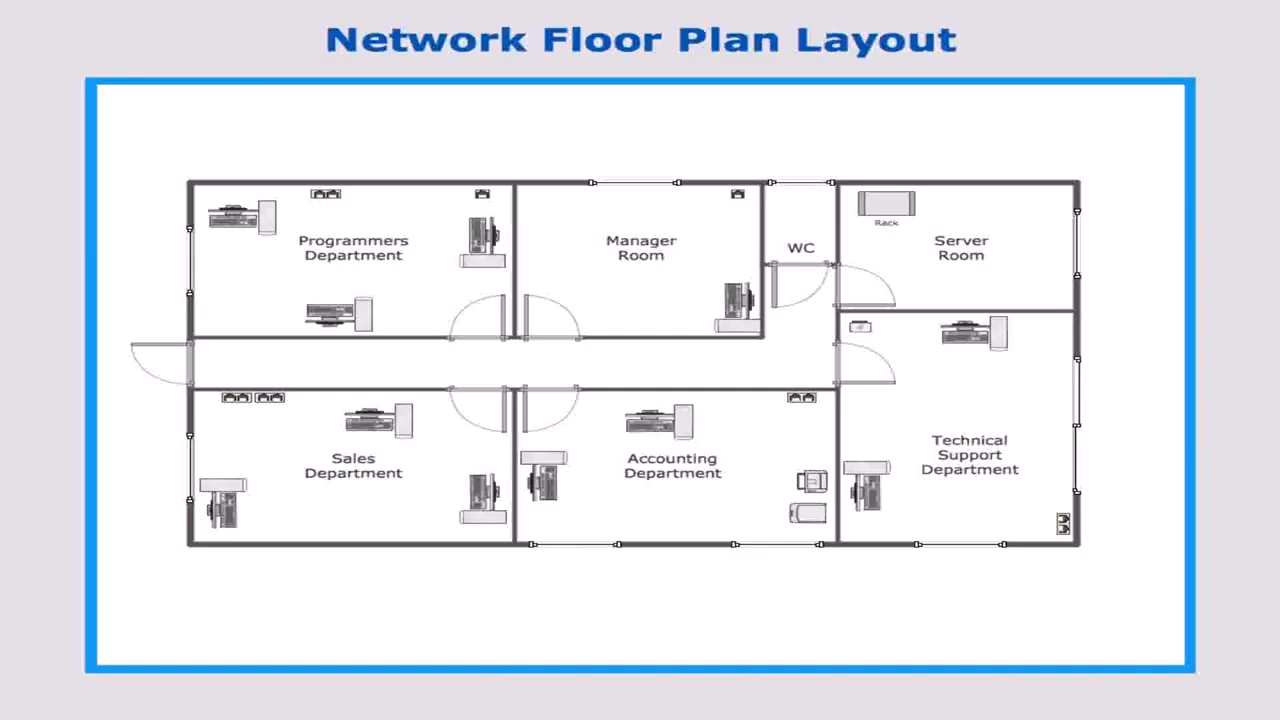 Network Floor Plan Layout
Programmers
Department
Manager
Room
WC
Rack
Server
Room
Sales
Department
Accounting
Department
Technical
Support
Department